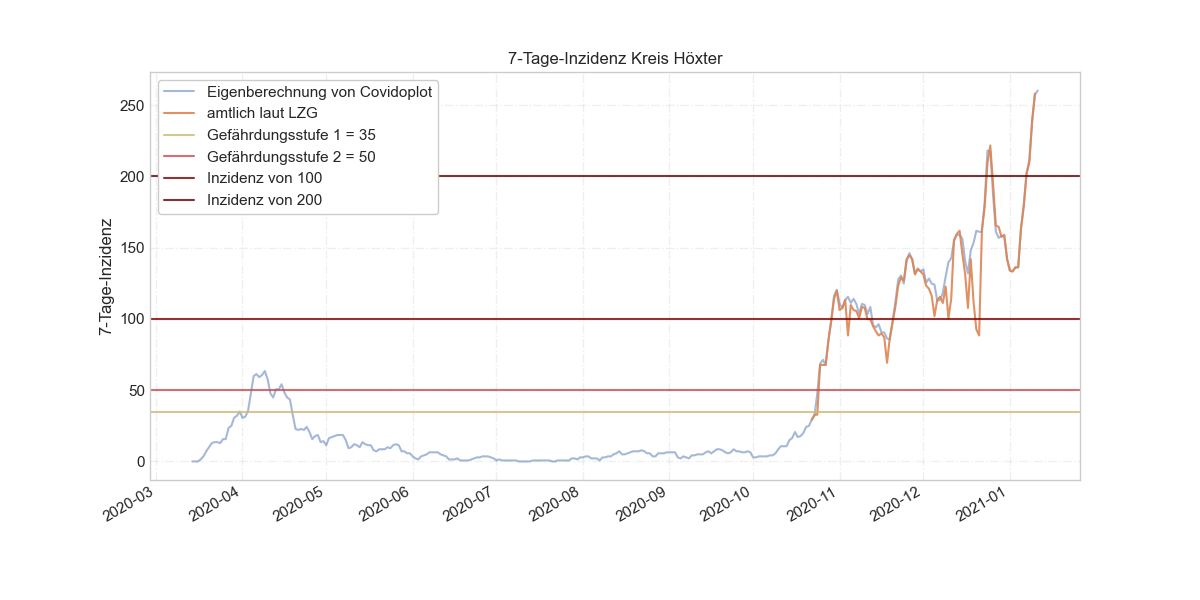 7-Tage-Inzidenz Kreis Höxter
Eigenberechnung von Covidoplot
amtlich laut LZG
Gefährdungsstufe 1 = 35
Gefährdungsstufe 2 = 50
Inzidenz von 100
Inzidenz von 200
7-Tage-Inzidenz
250
200
150
100
50
0
2020-03
2020-04
2020-05
2020-06
2020-07
2020-08
2020-09
2020-10
2020-11
2020-12
2021-01